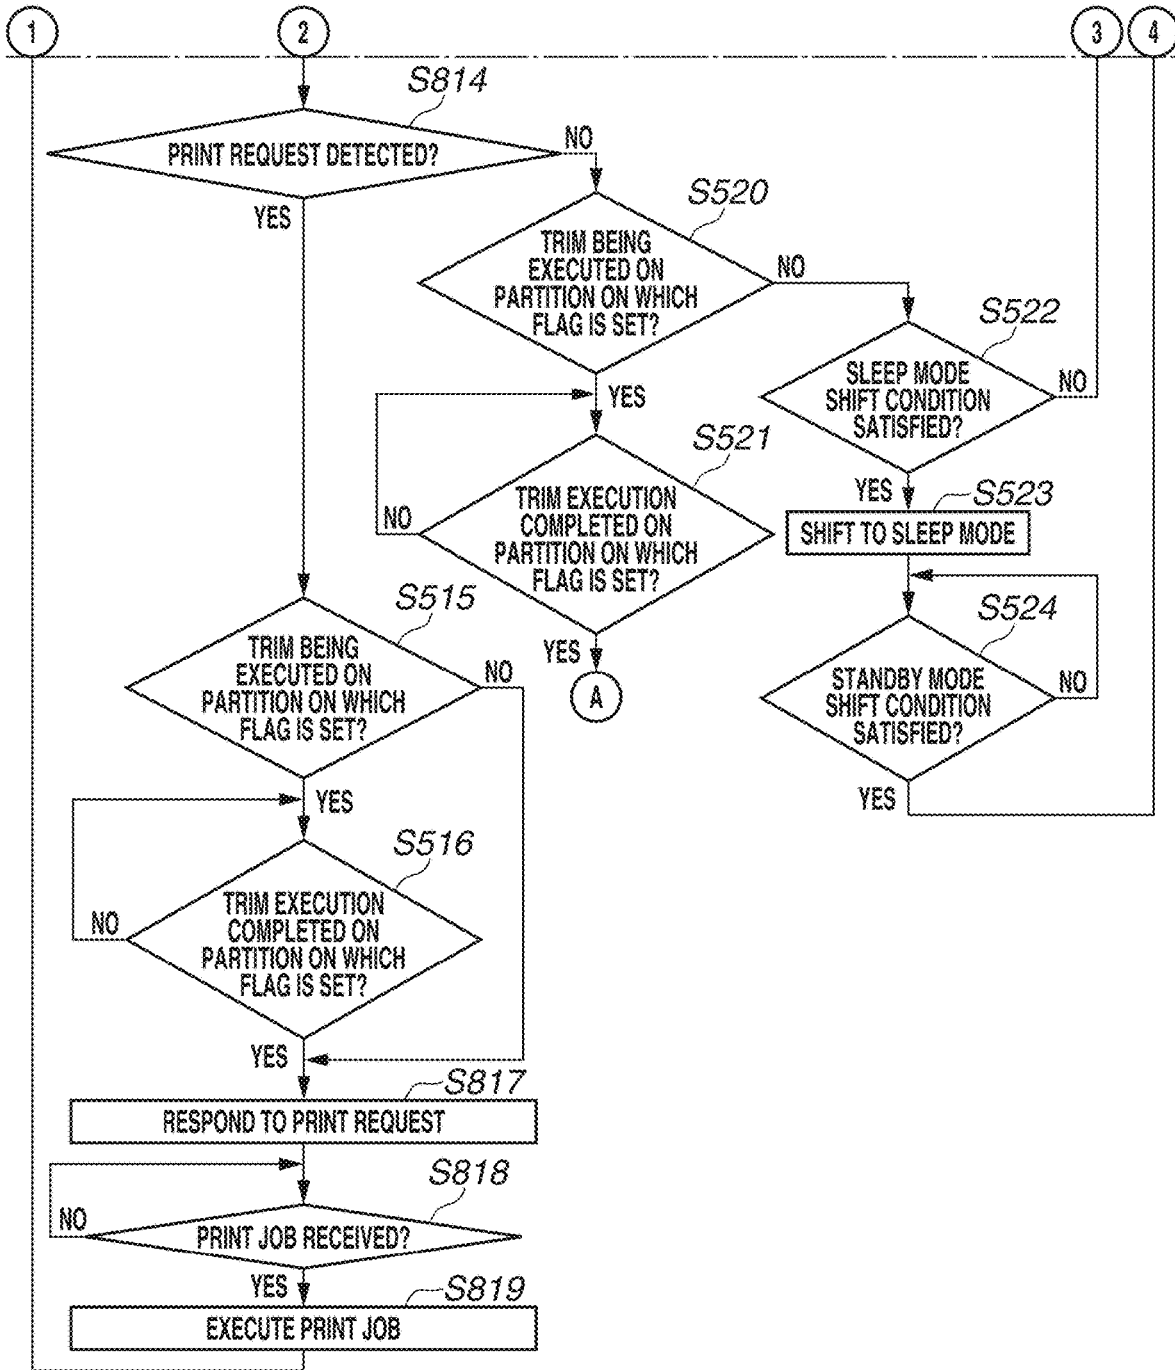 1
2
3
4
S814
PRINT REQUEST DETECTED?
NO
YES
S520
TRIM BEING
EXECUTED ON
PARTITION ON WHICH
FLAG IS SET?
NO
YES
S522
SLEEP MODE
SHIFT CONDITION
SATISFIED?
NO
YES
S521
TRIM EXECUTION
COMPLETED ON
PARTITION ON WHICH
FLAG IS SET?
NO
YES
A
S523
SHIFT TO SLEEP MODE
S524
STANDBY MODE
SHIFT CONDITION
SATISFIED?
NO
YES
S515
TRIM BEING
EXECUTED ON
PARTITION ON WHICH
FLAG IS SET?
NO
YES
S516
TRIM EXECUTION
COMPLETED ON
PARTITION ON WHICH
FLAG IS SET?
NO
YES
S817
RESPOND TO PRINT REQUEST
S818
PRINT JOB RECEIVED?
NO
YES
S819
EXECUTE PRINT JOB